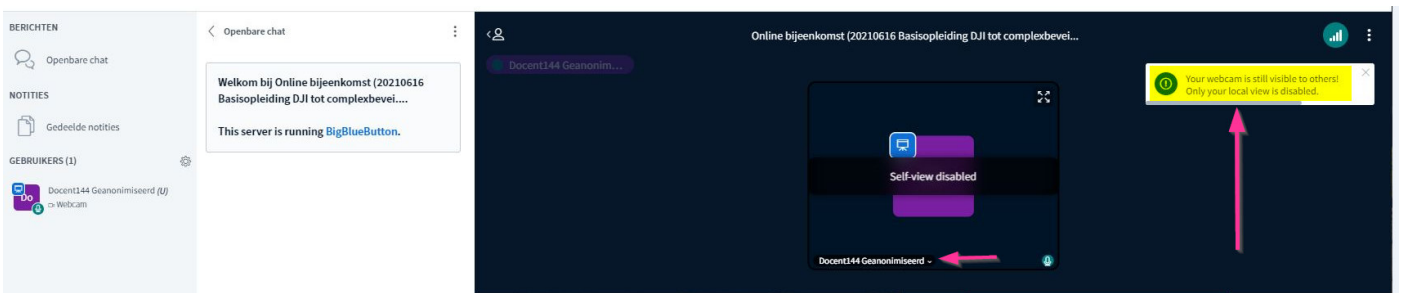 BERICHTEN
Openbare chat
NOTITIES
Gedeelde notities
GEBRUIKERS (1)
Do
Docent144 Geanonimiseerd (U)
Webcam
Openbare chat
Welkom bij Online bijeenkomst (20210616
Basisopleiding DJI tot complexbevei....
This server is running BigBlueButton.
Online bijeenkomst (20210616 Basisopleiding DJI tot complexbevei...
Docent144 Geanonim...
Self-view disabled
Docent144 Geanonimiseerd
Your webcam is still visible to others!
Only your local view is disabled.